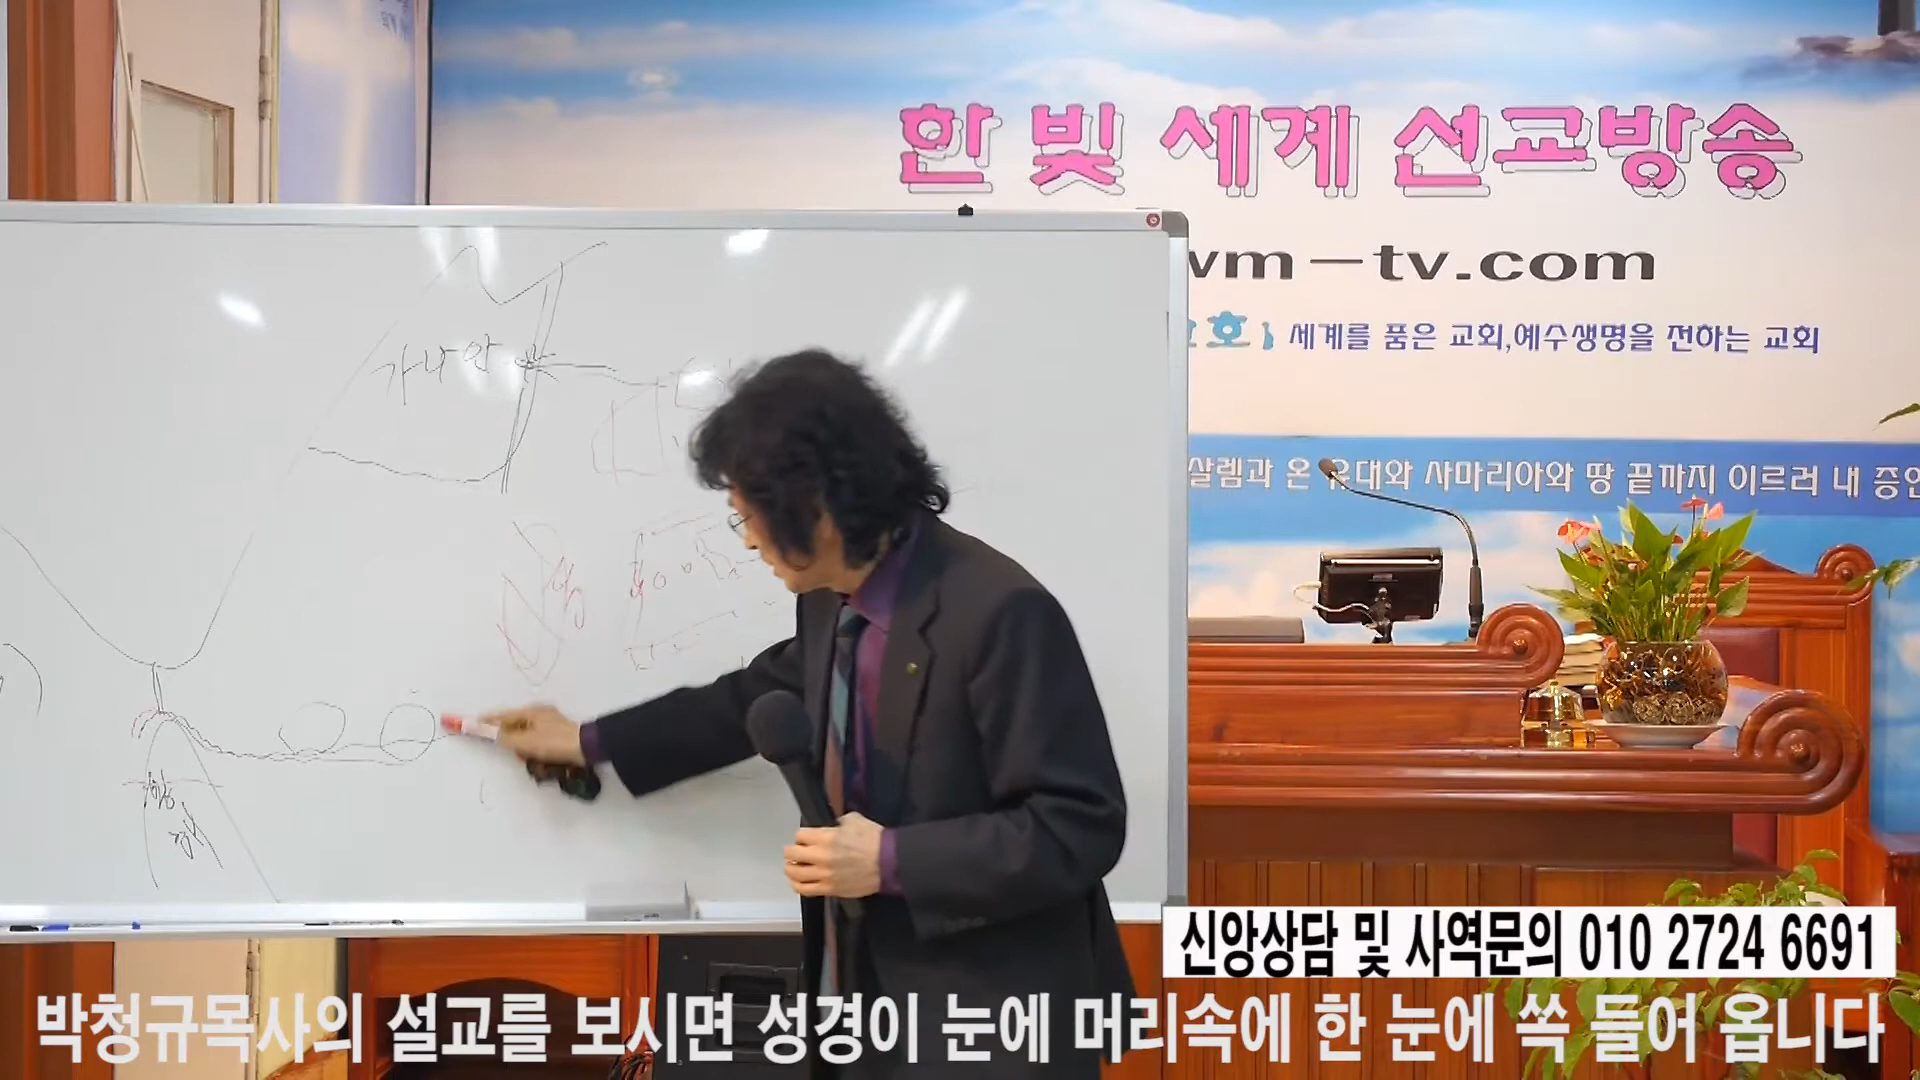 한 빛 세계 선교방송
wm-tv.com
호 세계를 품은 교회,예수생명을 전하는 교회
살렘과 온 유대와 사마리아와 땅 끝까지 이르러 내 증인
가나안
신앙상담 및 사역문의 010 2724 6691
박청규목사의 설교를 보시면 성경이 눈에 머리속에 한 눈에 쏙 들어 옵니다